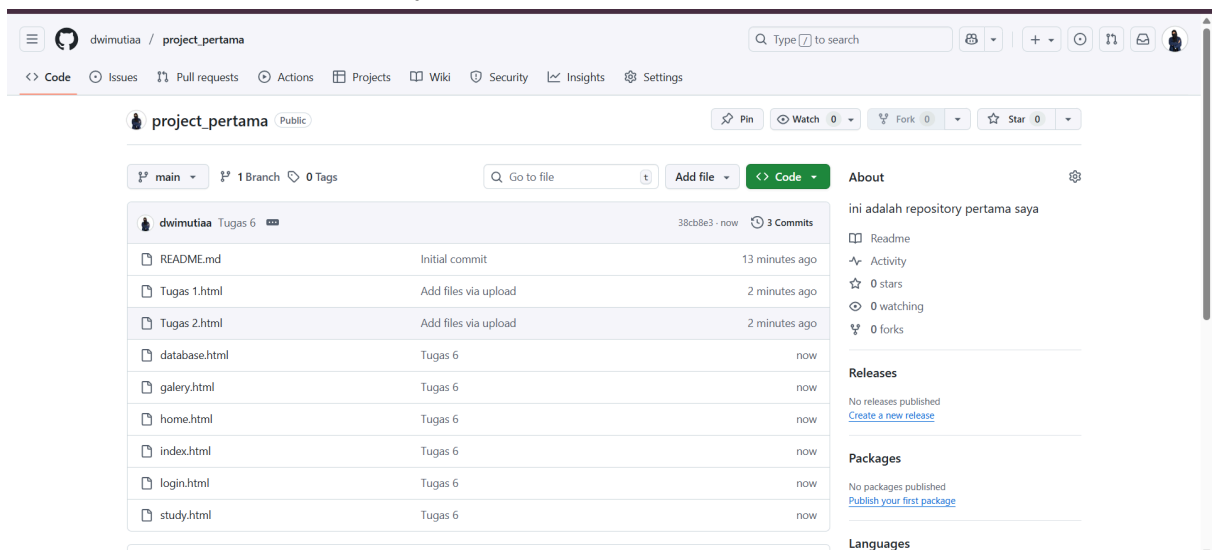 dwimutiaa / project_pertama
Type / to search
Code Issues Pull requests Actions Projects Wiki Security Insights Settings
project_pertama Public
Pin Watch 0 Fork 0 Star 0
main 1 Branch 0 Tags Go to file t Add file Code
dwimutiaa Tugas 6 38cb8e3 · now 3 Commits
README.md Initial commit 13 minutes ago
Tugas 1.html Add files via upload 2 minutes ago
Tugas 2.html Add files via upload 2 minutes ago
database.html Tugas 6 now
galery.html Tugas 6 now
home.html Tugas 6 now
index.html Tugas 6 now
login.html Tugas 6 now
study.html Tugas 6 now
About
ini adalah repository pertama saya
Readme
Activity
0 stars
0 watching
0 forks
Releases
No releases published
Create a new release
Packages
No packages published
Publish your first package
Languages